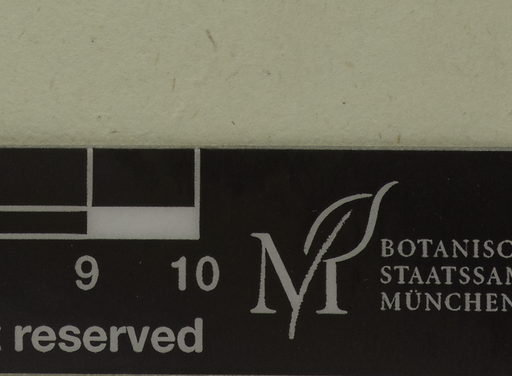 9 10
reserved
BOTANISC
STAATSSAM
MÜNCHEN